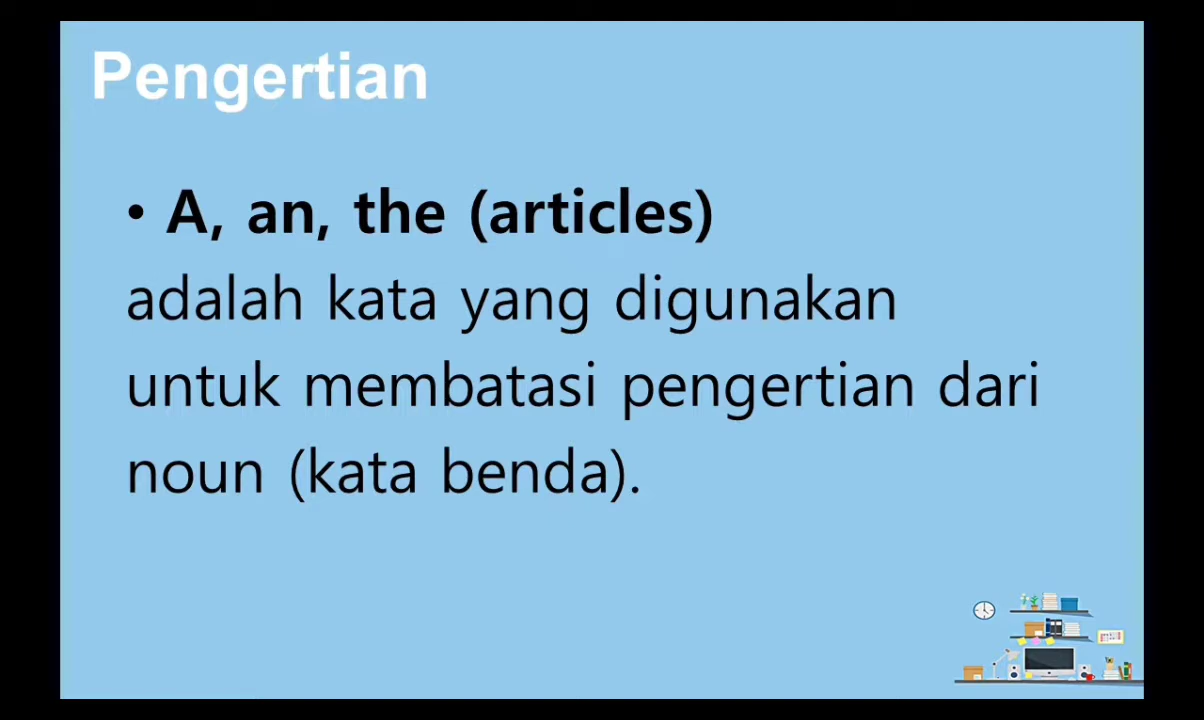 Pengertian
• A, an, the (articles)
adalah kata yang digunakan
untuk membatasi pengertian dari
noun (kata benda).